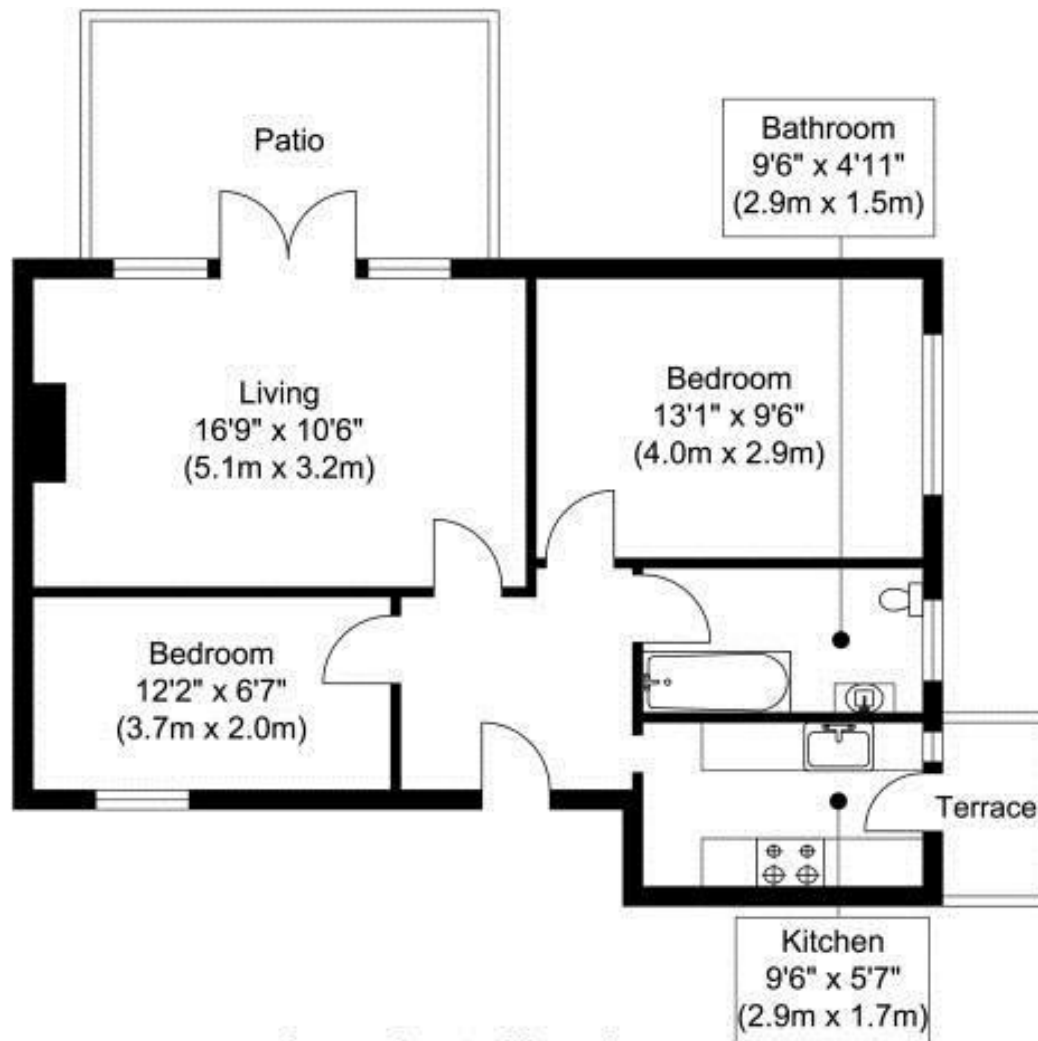 Patio
Bathroom
9'6" x 4'11"
(2.9m x 1.5m)
Living
16'9" x 10'6"
(5.1m x 3.2m)
Bedroom
13'1" x 9'6"
(4.0m x 2.9m)
Bedroom
12'2" x 6'7"
(3.7m x 2.0m)
Terrace
Kitchen
9'6" x 5'7"
(2.9m x 1.7m)